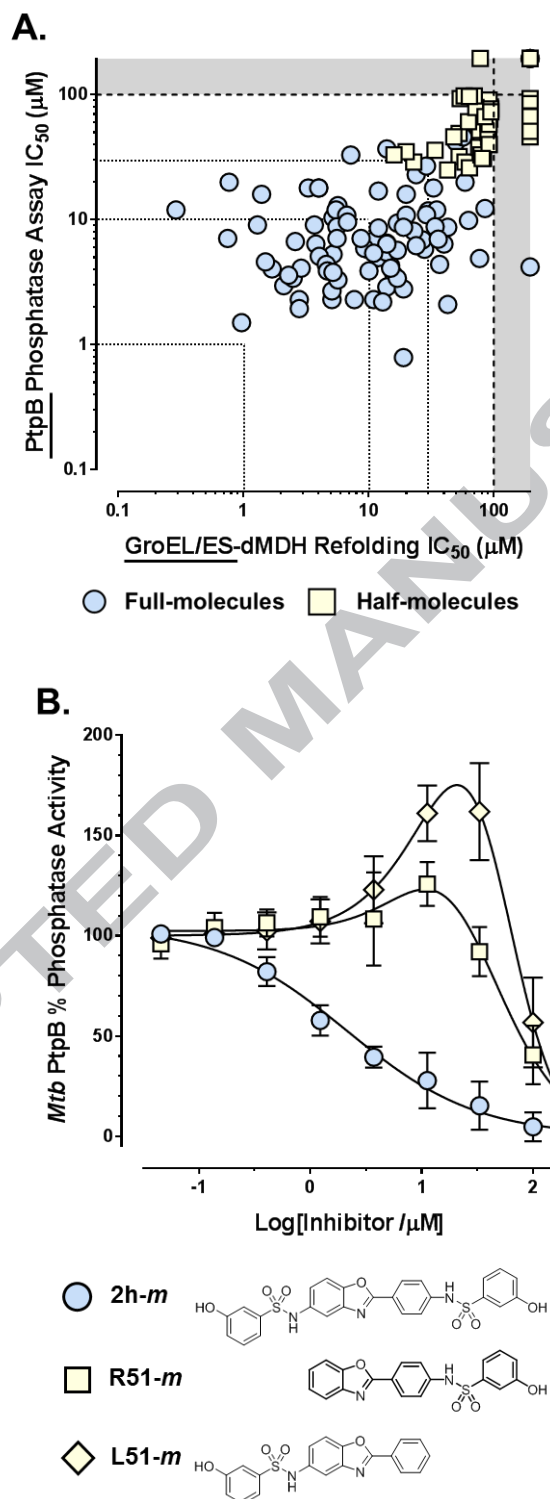 A.
PtpB Phosphatase Assay IC50 (μM)
100
10
1
0.1
0.1 1 10 100
GroEL/ES-dMDH Refolding IC50 (μM)
Full-molecules Half-molecules
B.
Mtb PtpB % Phosphatase Activity
200
150
100
50
0
-1 0 1 2
Log[Inhibitor /μM]
2h-m
HO O O S N H O N H N S O O OH
R51-m
O N H N S O O OH
L51-m
HO O O S N H O N